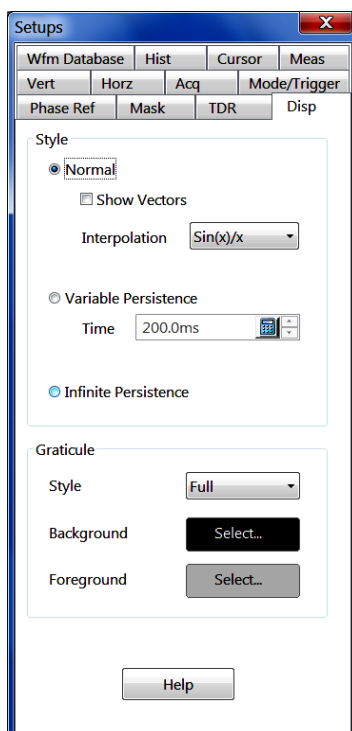 Setups
Wfm Database Hist Cursor Meas
Vert Horz Acq Mode/Trigger
Phase Ref Mask TDR Disp
Style
Normal
Show Vectors
Interpolation Sin(x)/x
Variable Persistence
Time 200.0ms
Infinite Persistence
Graticule
Style Full
Background Select...
Foreground Select...
Help